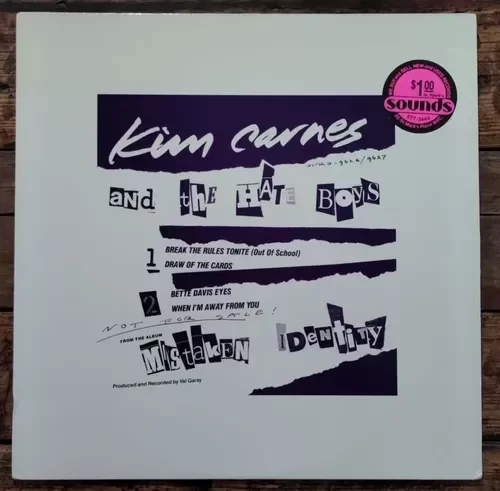 Kim Carnes
and the Hate Boys
1 BREAK THE RULES TONITE (Out Of School)
DRAW OF THE CARDS
2 BETTE DAVIS EYES
WHEN I'M AWAY FROM YOU
NOT FOR SALE!
FROM THE ALBUM
Mistaken Identity
Produced and Recorded by Val Garay
$1.00
Sounds